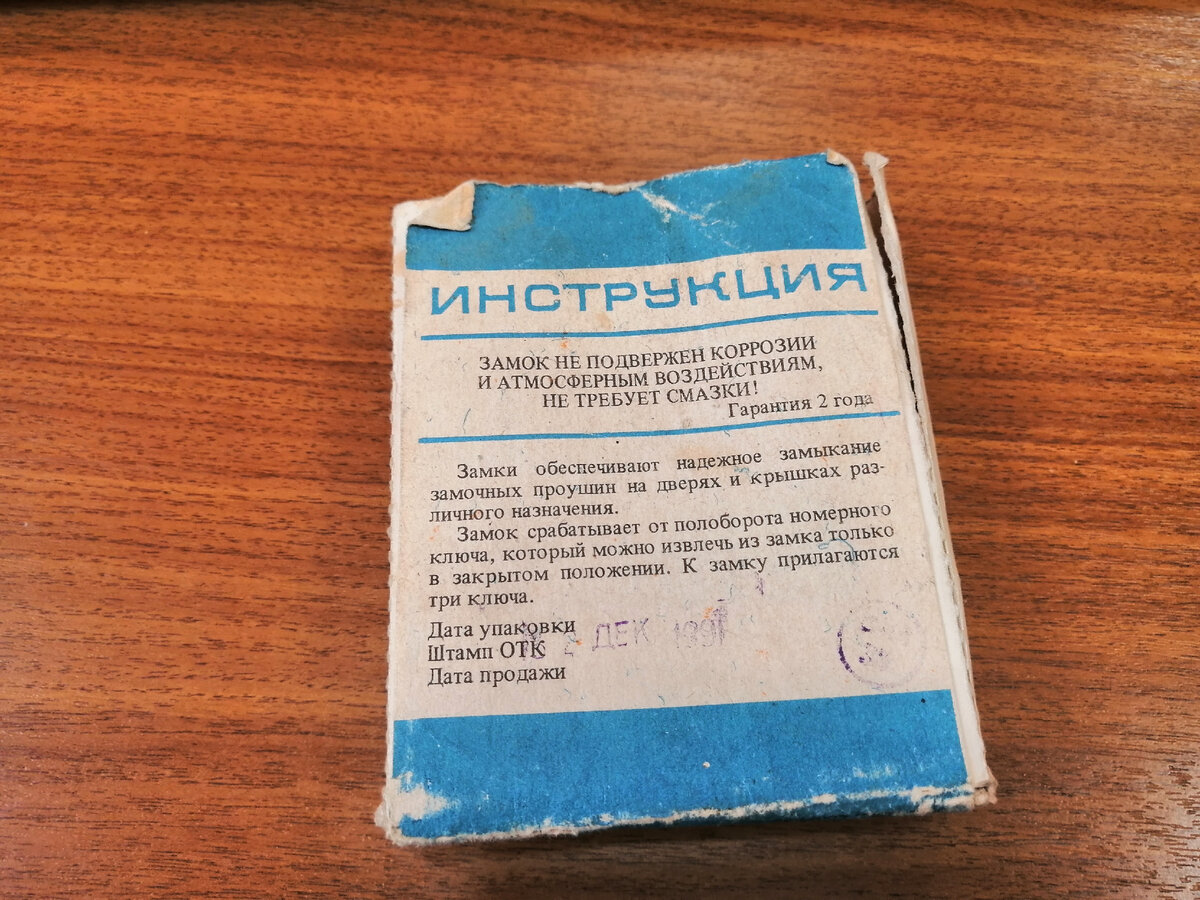 ИНСТРУКЦИЯ
ЗАМОК НЕ ПОДВЕРЖЕН КОРРОЗИИ
И АТМОСФЕРНЫМ ВОЗДЕЙСТВИЯМ,
НЕ ТРЕБУЕТ СМАЗКИ!
Гарантия 2 года
Замки обеспечивают надежное замыкание
замочных проушин на дверях и крышках раз-
личного назначения.
Замок срабатывает от полоборота номерного
ключа, который можно извлечь из замка только
в закрытом положении. К замку прилагаются
три ключа.
Дата упаковки
ДЕК 1991
Штамп ОТК
Дата продажи